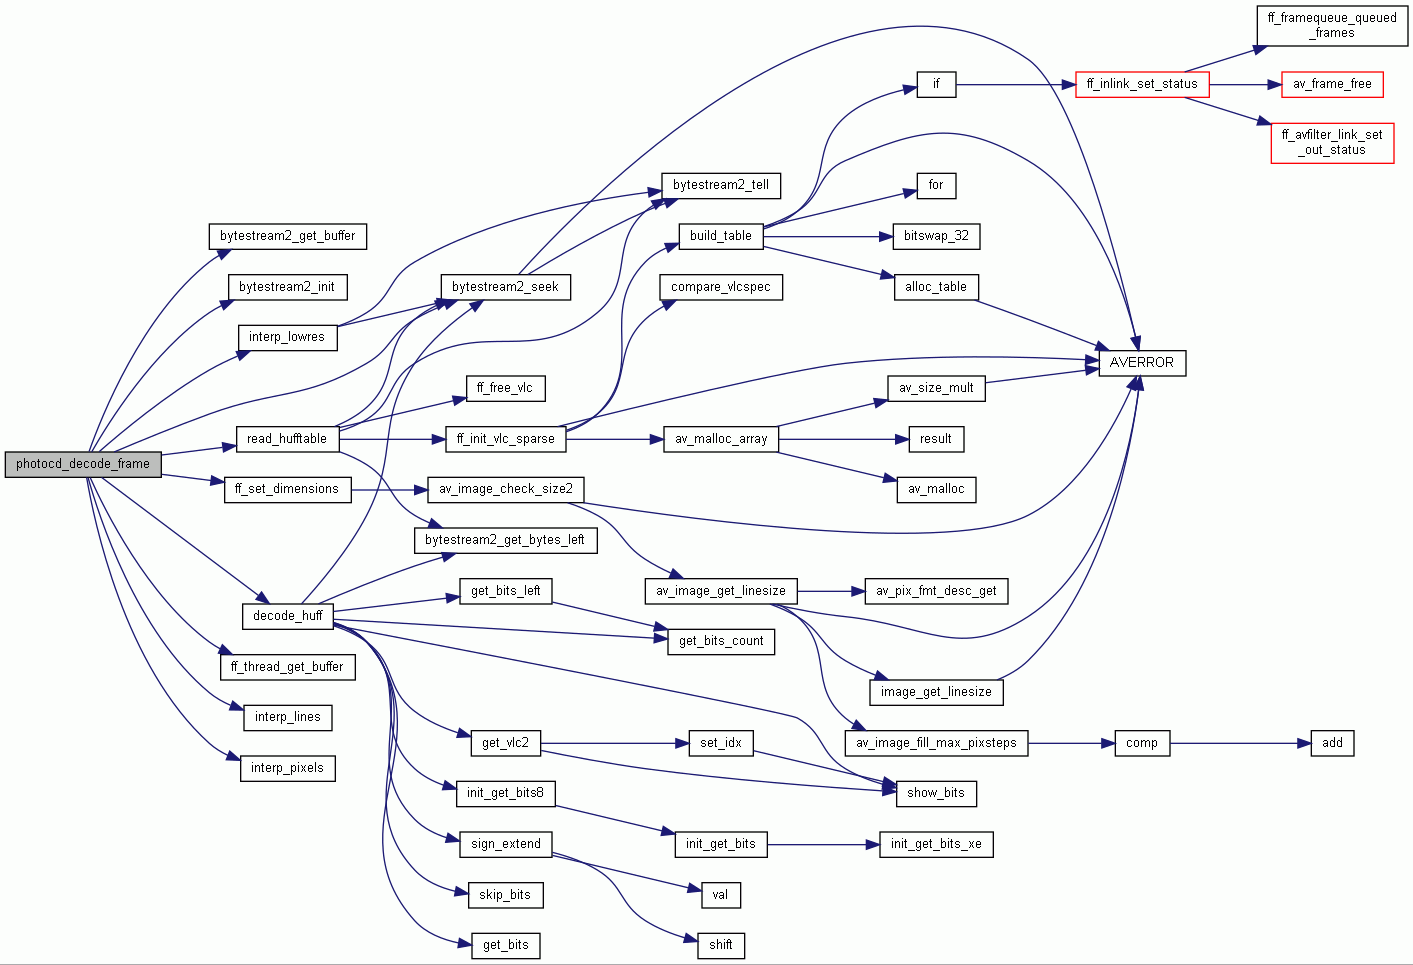 ff_framequeue_queued
_frames
if
ff_inlink_set_status
av_frame_free
ff_avfilter_link_set
_out_status
bytestream2_tell
for
bytestream2_get_buffer
build_table
bitswap_32
bytestream2_init
bytestream2_seek
compare_vlcspec
alloc_table
interp_lowres
AVERROR
ff_free_vlc
av_size_mult
read_hufftable
ff_init_vlc_sparse
av_malloc_array
result
photocd_decode_frame
ff_set_dimensions
av_image_check_size2
av_malloc
bytestream2_get_bytes_left
get_bits_left
av_image_get_linesize
av_pix_fmt_desc_get
decode_huff
get_bits_count
ff_thread_get_buffer
image_get_linesize
interp_lines
get_vlc2
set_idx
av_image_fill_max_pixsteps
comp
add
interp_pixels
init_get_bits8
show_bits
sign_extend
init_get_bits
init_get_bits_xe
skip_bits
val
get_bits
shift